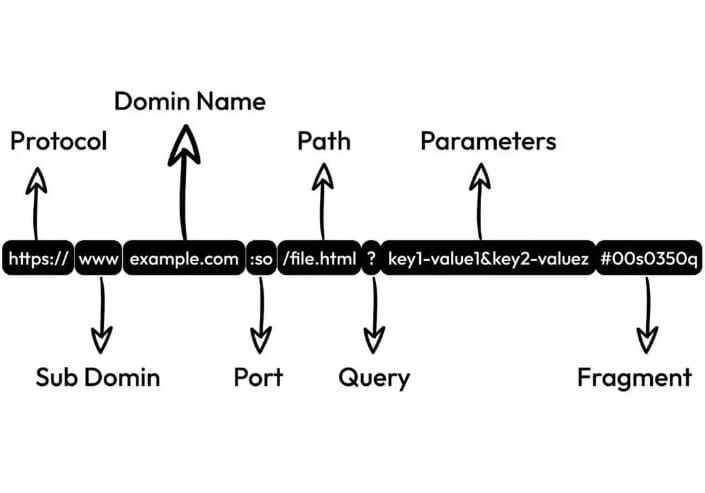 Domin Name
Protocol Path Parameters
https:// www example.com :so /file.html ? key1-value1&key2-valuez #00s0350q
Sub Domin Port Query Fragment